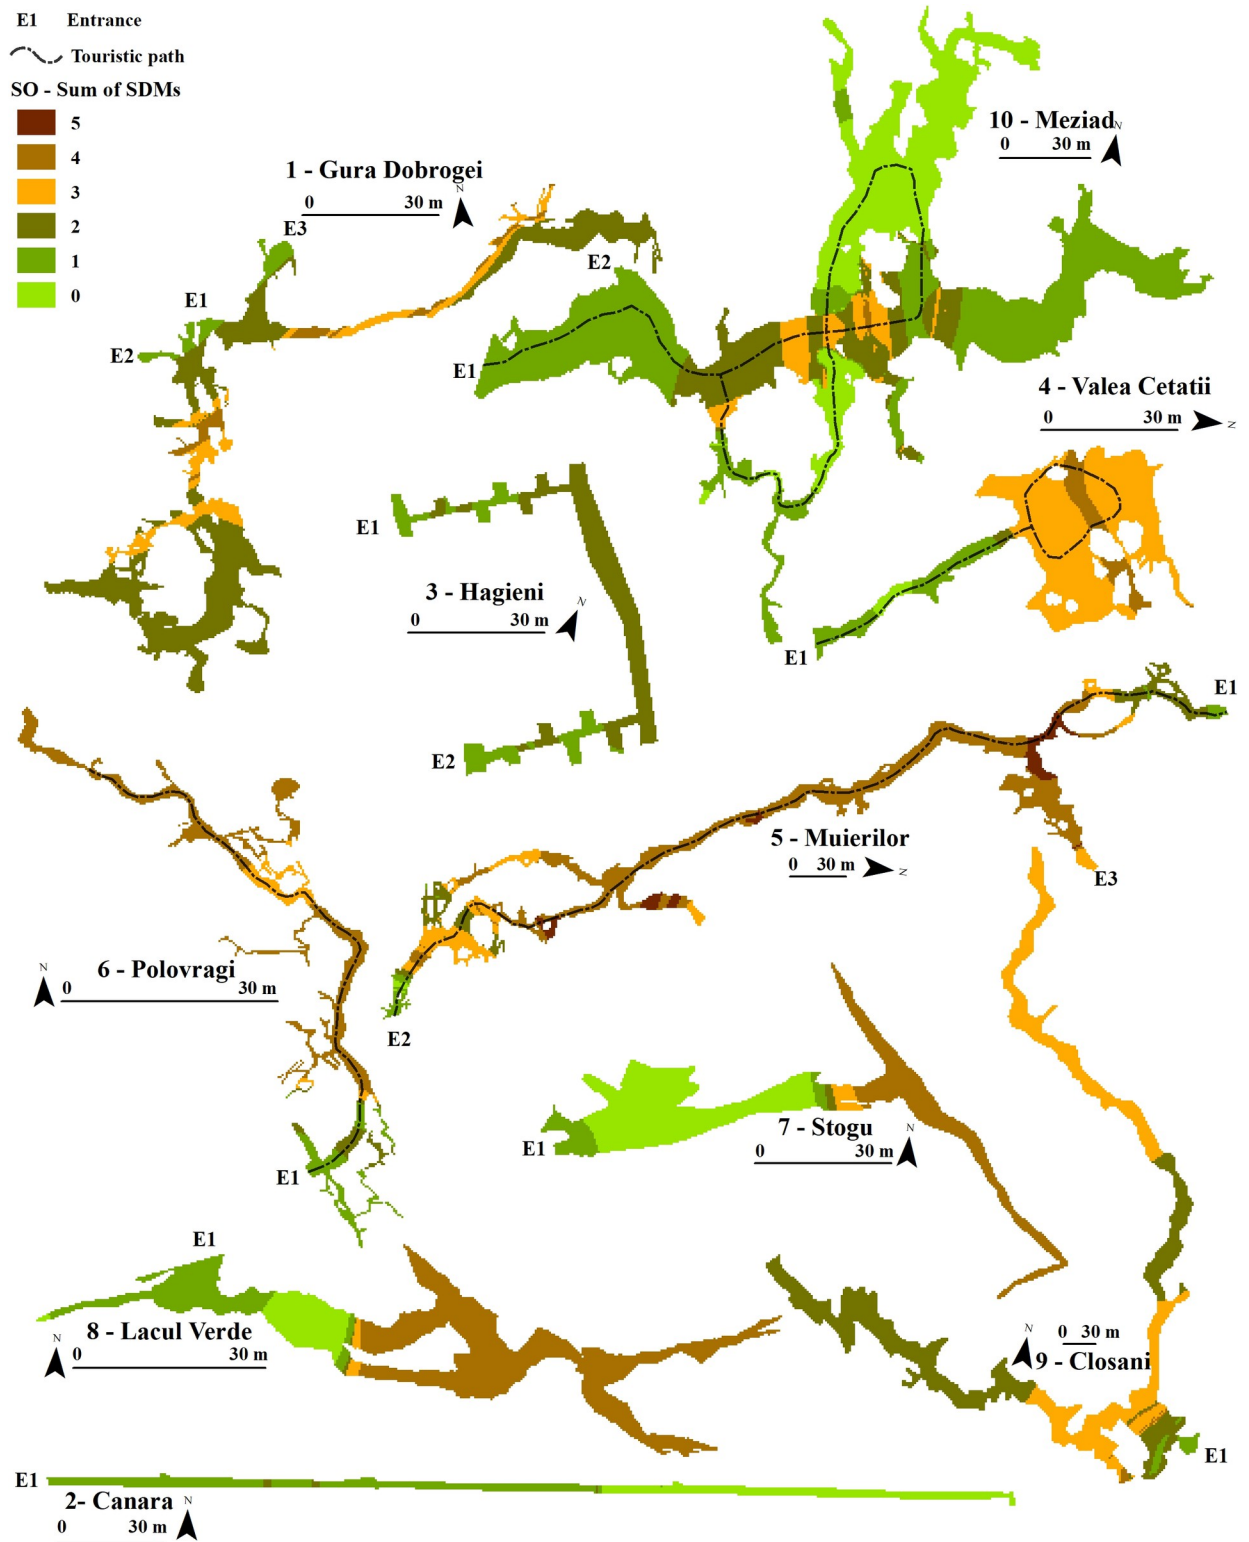 E1 Entrance
Touristic path
SO - Sum of SDMs
5
4
3
2
1
0
10 - Meziad
0 30 m
N
E1
1 - Gura Dobrogei
0 30 m
N
E3
E1
E2
E2
4 - Valea Cetatii
0 30 m
N
E1
3 - Hagieni
0 30 m
N
E1
E2
5 - Muierilor
0 30 m
N
E1
E3
E2
6 - Polovragi
N
0 30 m
E1
7 - Stogu
0 30 m
N
E1
8 - Lacul Verde
N
0 30 m
E1
9 - Closani
N
0 30 m
E1
E1
2- Canara
N
0 30 m